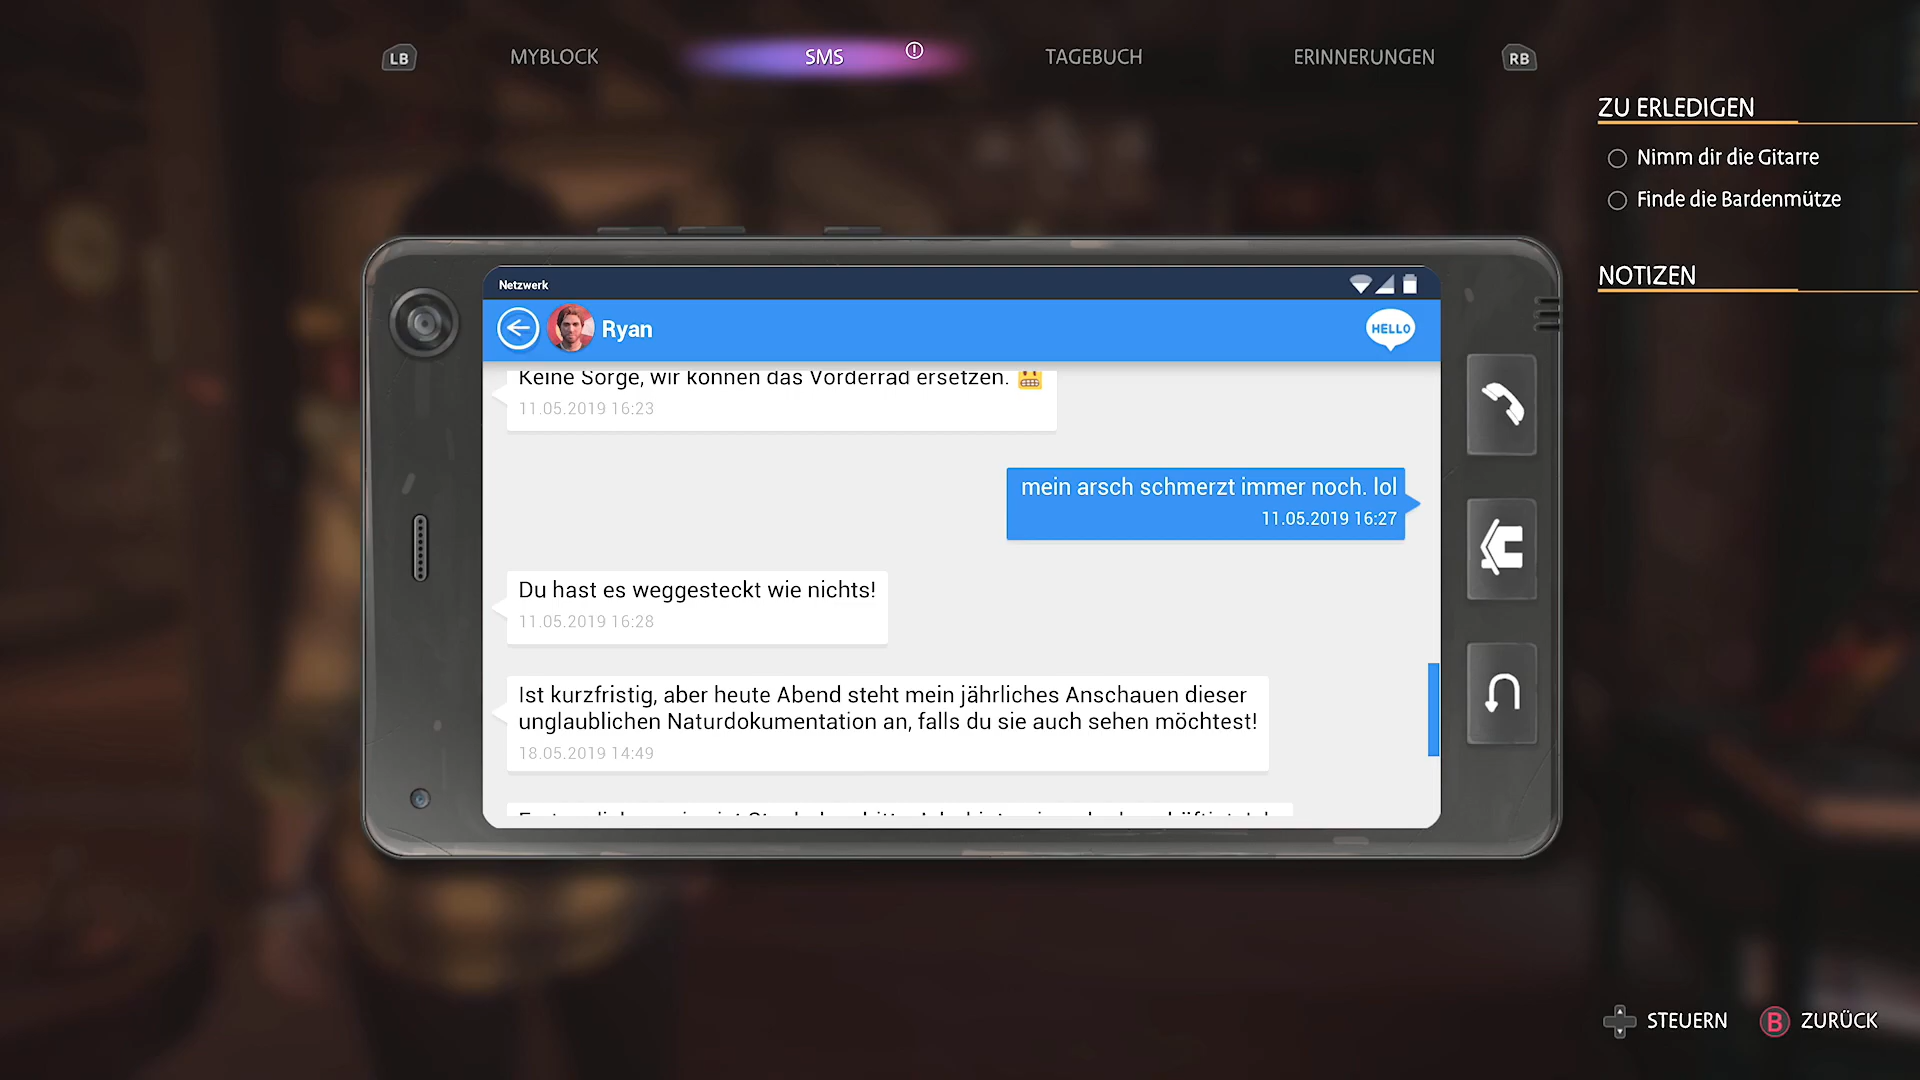 LB
MYBLOCK
SMS
TAGEBUCH
ERINNERUNGEN
RB
ZU ERLEDIGEN
Nimm dir die Gitarre
Finde die Bardenmütze
NOTIZEN
Netzwerk
Ryan
HELLO
Keine Sorge, wir können das Vorderrad ersetzen. 😬
11.05.2019 16:23
mein arsch schmerzt immer noch. lol
11.05.2019 16:27
Du hast es weggesteckt wie nichts!
11.05.2019 16:28
Ist kurzfristig, aber heute Abend steht mein jährliches Anschauen dieser
unglaublichen Naturdokumentation an, falls du sie auch sehen möchtest!
18.05.2019 14:49
STEUERN
B ZURÜCK